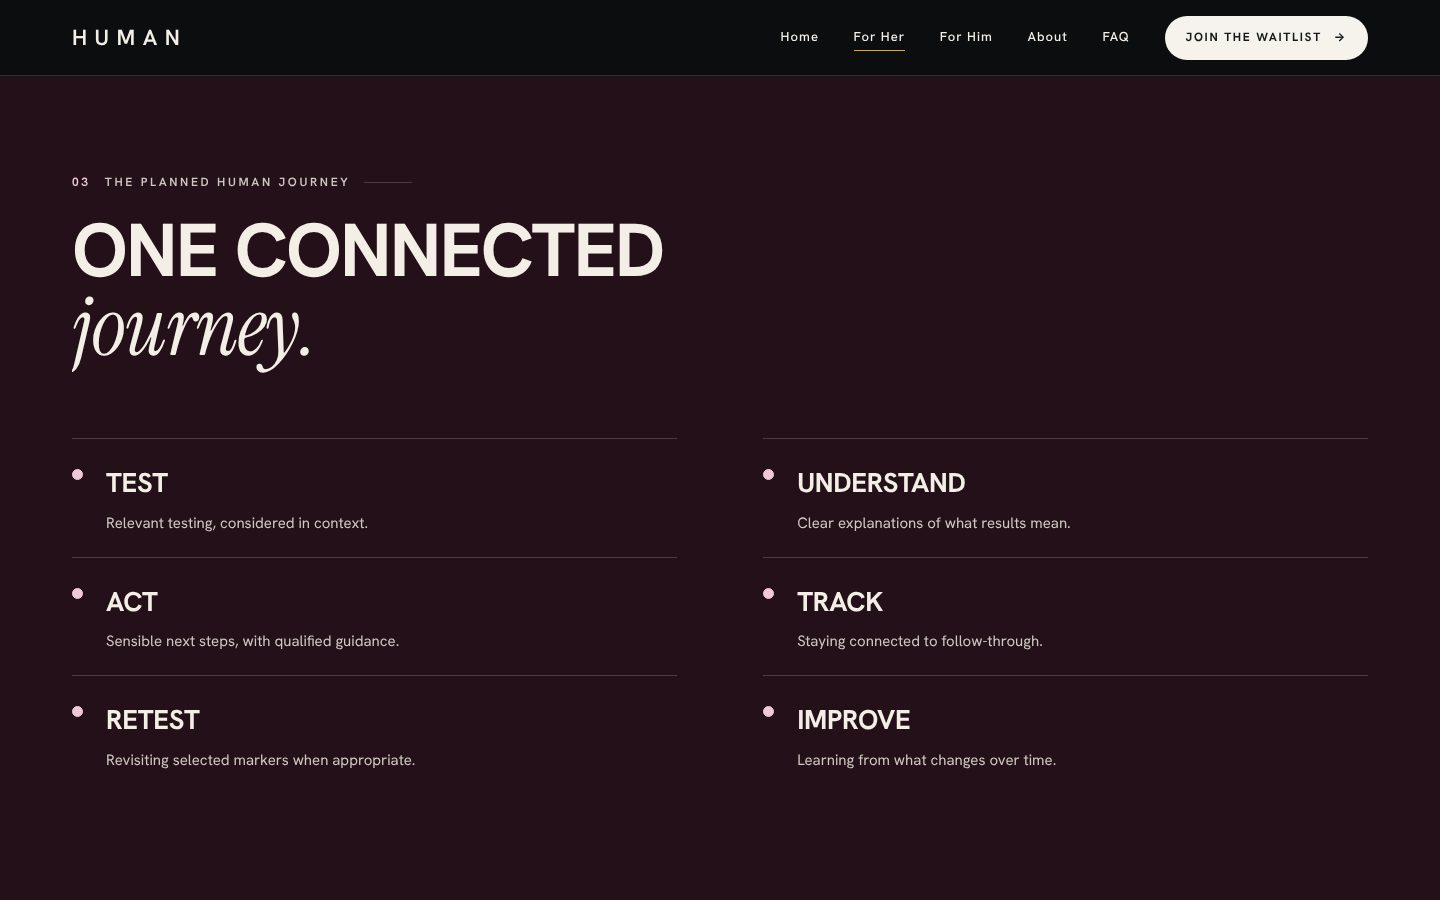 HUMAN
Home
For Her
For Him
About
FAQ
JOIN THE WAITLIST →
03 THE PLANNED HUMAN JOURNEY
ONE CONNECTED
journey.
TEST
Relevant testing, considered in context.
UNDERSTAND
Clear explanations of what results mean.
ACT
Sensible next steps, with qualified guidance.
TRACK
Staying connected to follow-through.
RETEST
Revisiting selected markers when appropriate.
IMPROVE
Learning from what changes over time.